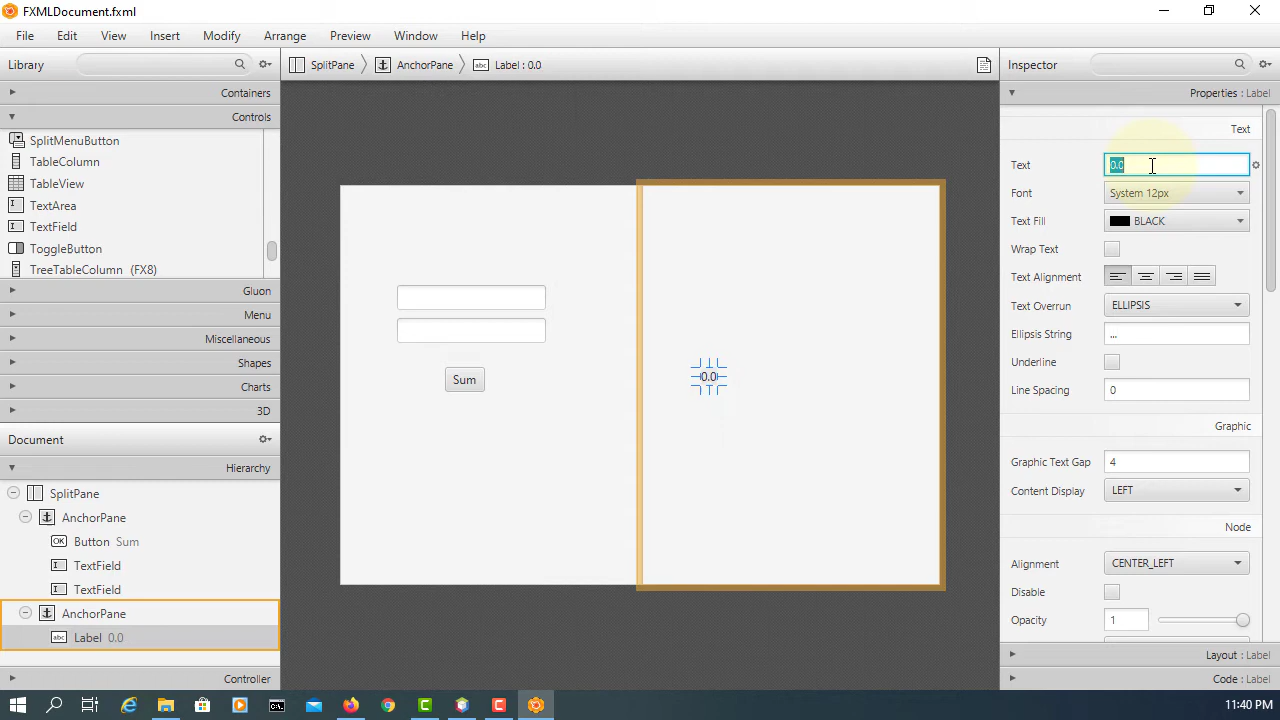 FXMLDocument.fxml
File Edit View Insert Modify Arrange Preview Window Help
Library
SplitPane AnchorPane Label : 0.0
Inspector
Containers
Controls
SplitMenuButton
TableColumn
TableView
TextArea
TextField
ToggleButton
TreeTableColumn (FX8)
Gluon
Menu
Miscellaneous
Shapes
Charts
3D
Document
Hierarchy
SplitPane
AnchorPane
OK Button Sum
TextField
TextField
AnchorPane
abc Label 0.0
Controller
Sum
0.0
Properties : Label
Text
Text 0.0
Font System 12px
Text Fill BLACK
Wrap Text
Text Alignment
Text Overrun ELLIPSIS
Ellipsis String ...
Underline
Line Spacing 0
Graphic
Graphic Text Gap 4
Content Display LEFT
Node
Alignment CENTER_LEFT
Disable
Opacity 1
Layout : Label
Code : Label
11:40 PM